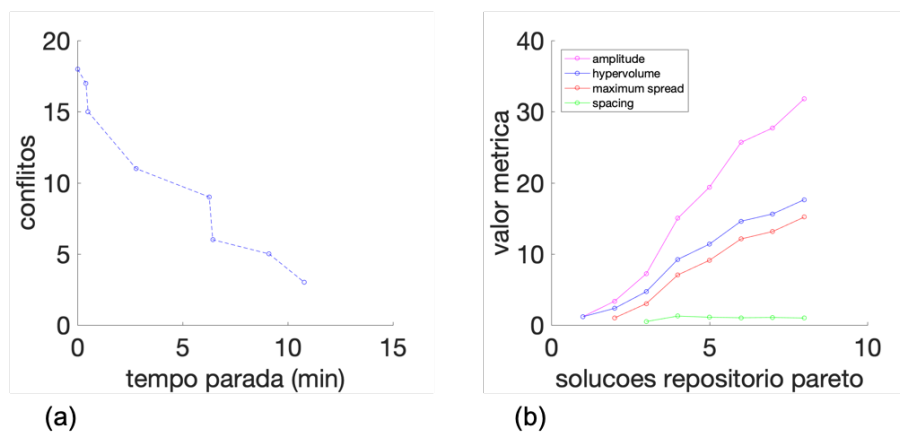 20
15
10
5
0
conflitos
0 5 10 15
tempo parada (min)
(a)
40
30
20
10
0
valor metrica
amplitude
hypervolume
maximum spread
spacing
0 5 10
solucoes repositorio pareto
(b)